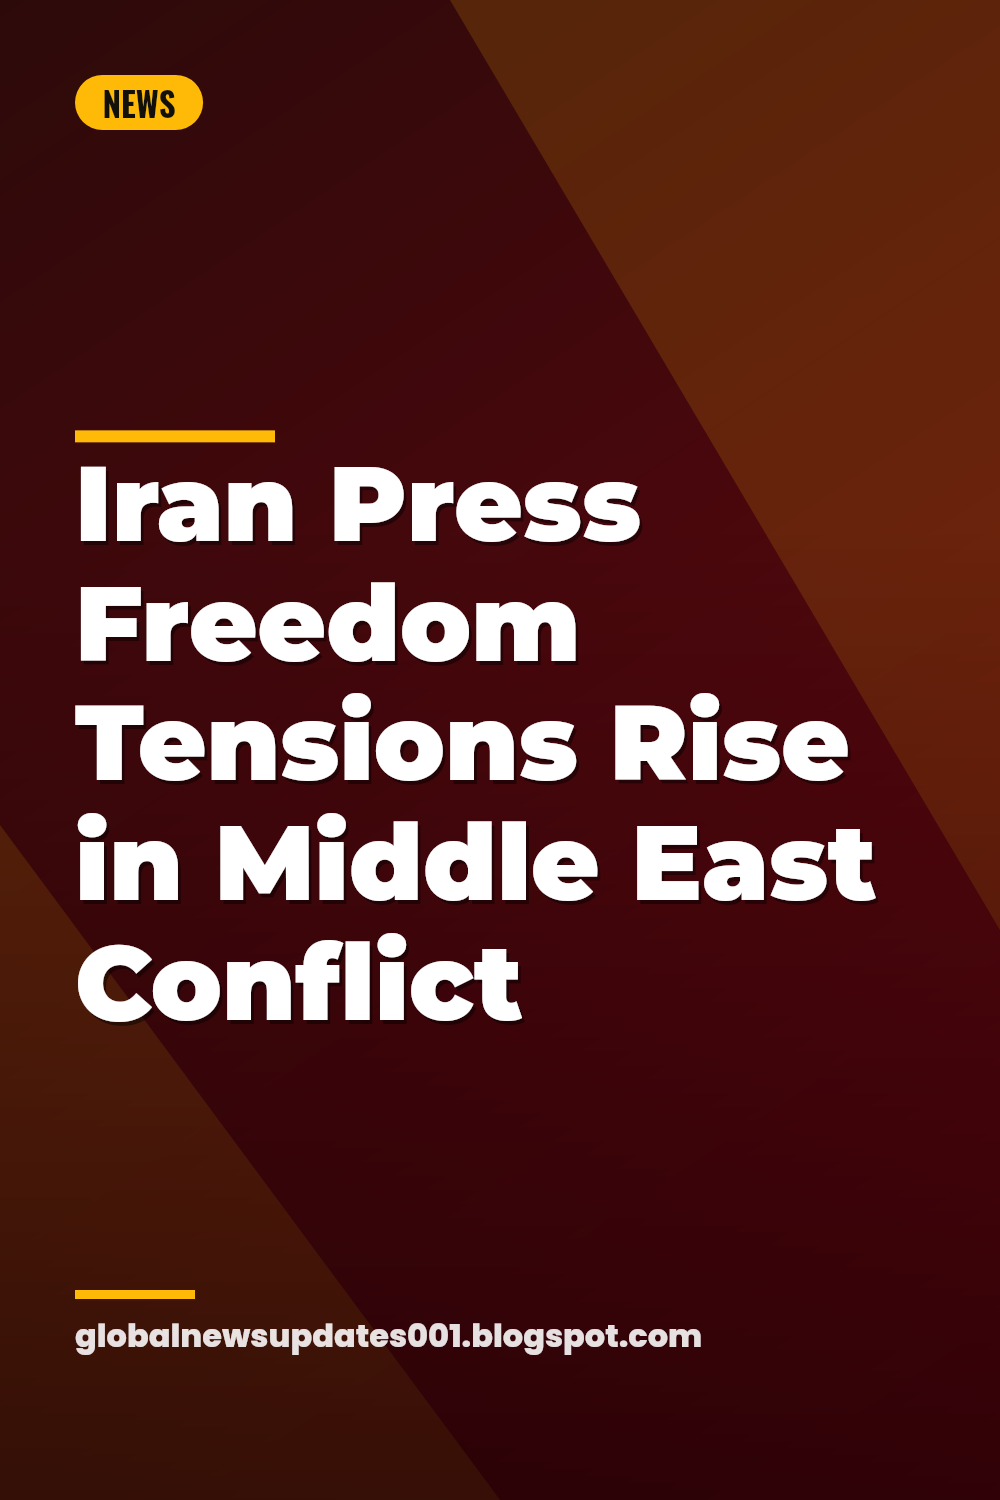 NEWS
Iran Press
Freedom
Tensions Rise
in Middle East
Conflict
globalnewsupdates001.blogspot.com